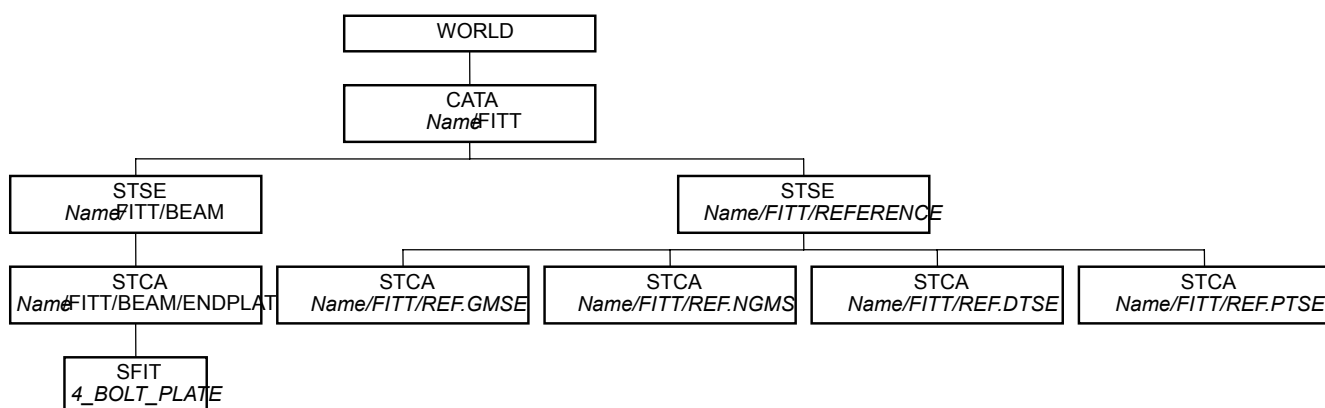 WORLD
CATA
Name/FITT
STSE
Name/FITT/BEAM
STSE
Name/FITT/REFERENCE
STCA
Name/FITT/BEAM/ENDPLAT
STCA
Name/FITT/REF.GMSE
STCA
Name/FITT/REF.NGMS
STCA
Name/FITT/REF.DTSE
STCA
Name/FITT/REF.PTSE
SFIT
4_BOLT_PLATE